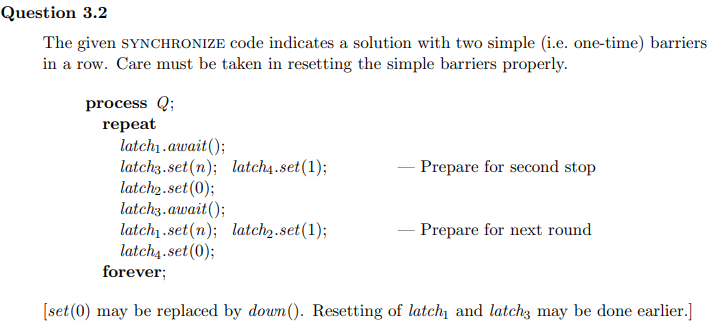 Question 3.2
The given SYNCHRONIZE code indicates a solution with two simple (i.e. one-time) barriers
in a row. Care must be taken in resetting the simple barriers properly.
process Q;
repeat
latch₁.await();
latch₃.set(n); latch₄.set(1); — Prepare for second stop
latch₂.set(0);
latch₃.await();
latch₁.set(n); latch₂.set(1); — Prepare for next round
latch₄.set(0);
forever;
[set(0) may be replaced by down(). Resetting of latch₁ and latch₃ may be done earlier.]